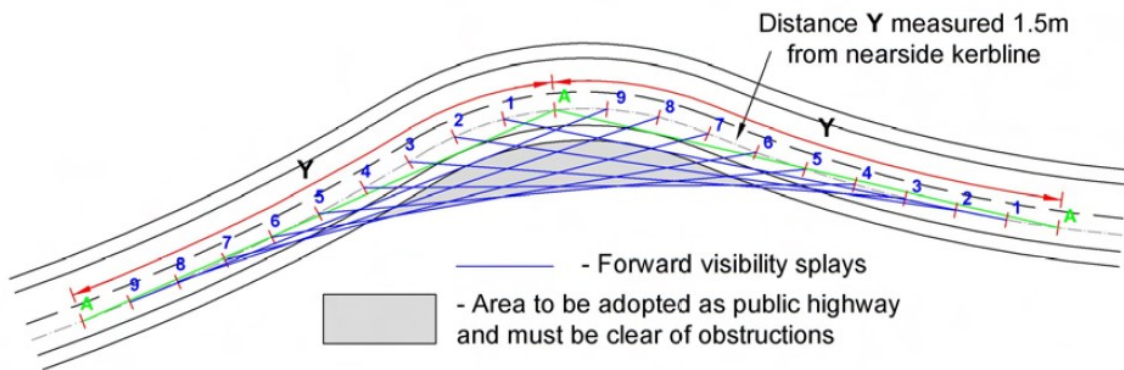 Distance Y measured 1.5m
from nearside kerbline
Y
Y
A
9
8
7
6
5
4
3
2
1
A
9
8
7
6
5
4
3
2
1
A
- Forward visibility splays
- Area to be adopted as public highway
and must be clear of obstructions